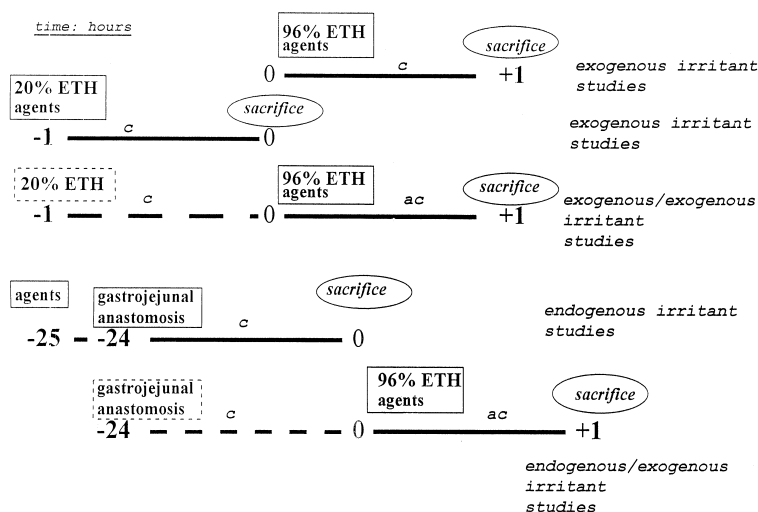 time: hours
96% ETH
agents
sacrifice
0
c
+1
exogenous irritant
studies
20% ETH
agents
sacrifice
-1
c
0
exogenous irritant
studies
20% ETH
96% ETH
agents
sacrifice
-1
c
0
ac
+1
exogenous/exogenous
irritant
studies
agents
gastrojejunal
anastomosis
sacrifice
-25
-24
c
0
endogenous irritant
studies
gastrojejunal
anastomosis
96% ETH
agents
sacrifice
-24
c
0
ac
+1
endogenous/exogenous
irritant
studies